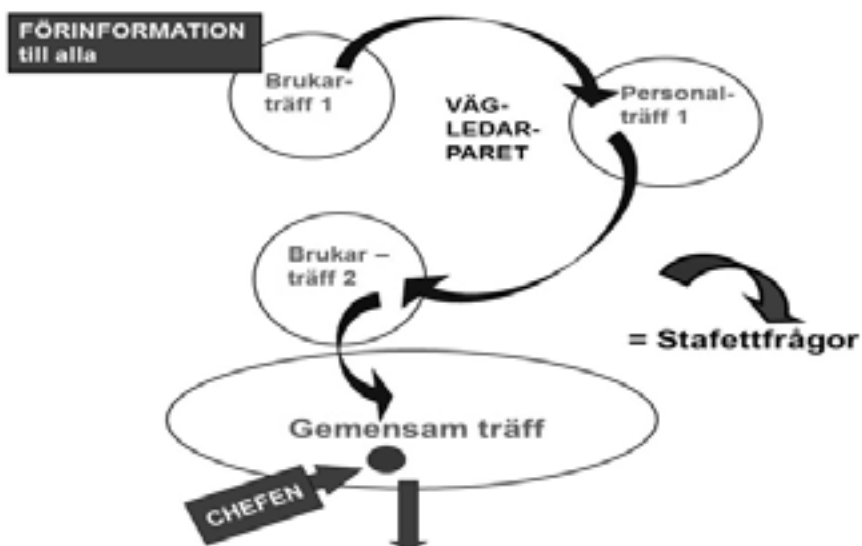 FÖRINFORMATION
till alla
Brukar-
träff 1
VÄG-
LEDAR-
PARET
Personal-
träff 1
Brukar –
träff 2
= Stafettfrågor
Gemensam träff
CHEFEN